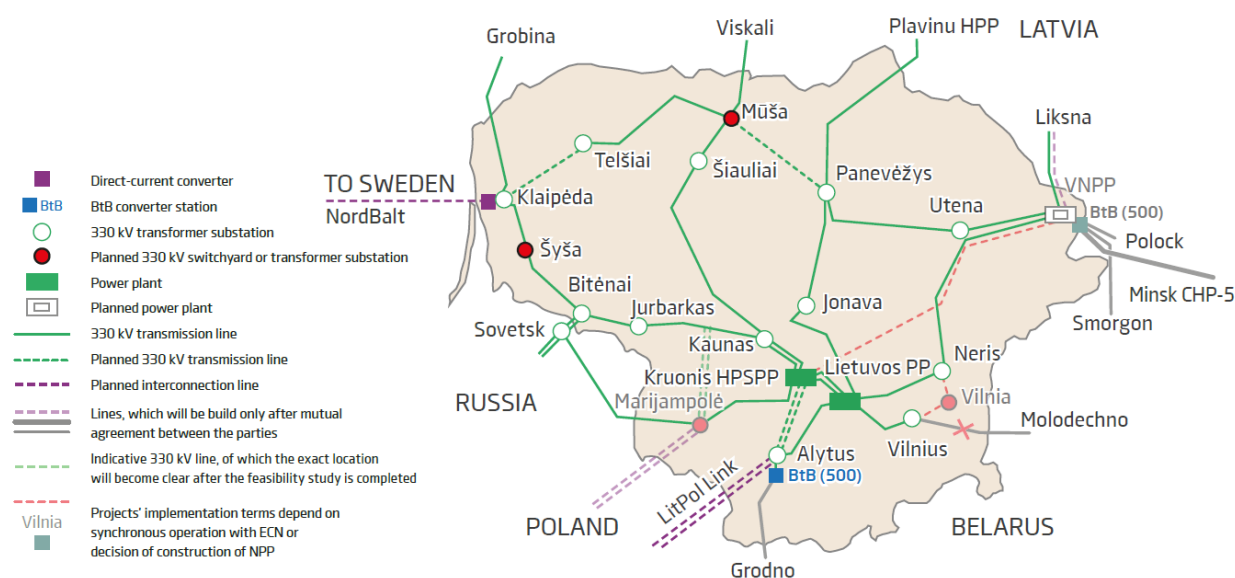 Grobina
Viskali
Plavinu HPP
LATVIA
Mūša
Liksna
Telšiai
Šiauliai
Panevėžys
VNPP
TO SWEDEN
Klaipėda
Utena
BtB (500)
NordBalt
Polock
Šyša
Minsk CHP-5
Bitėnai
Jonava
Smorgon
Jurbarkas
Sovetsk
Kaunas
Neris
Kruonis HPSPP
Lietuvos PP
Marijampolė
Vilnia
RUSSIA
Molodechno
Alytus
Vilnius
BtB (500)
LitPol Link
POLAND
BELARUS
Grodno
Direct-current converter
BtB
BtB converter station
330 kV transformer substation
Planned 330 kV switchyard or transformer substation
Power plant
Planned power plant
330 kV transmission line
Planned 330 kV transmission line
Planned interconnection line
Lines, which will be build only after mutual
agreement between the parties
Indicative 330 kV line, of which the exact location
will become clear after the feasibility study is completed
Vilnia
Projects' implementation terms depend on
synchronous operation with ECN or
decision of construction of NPP